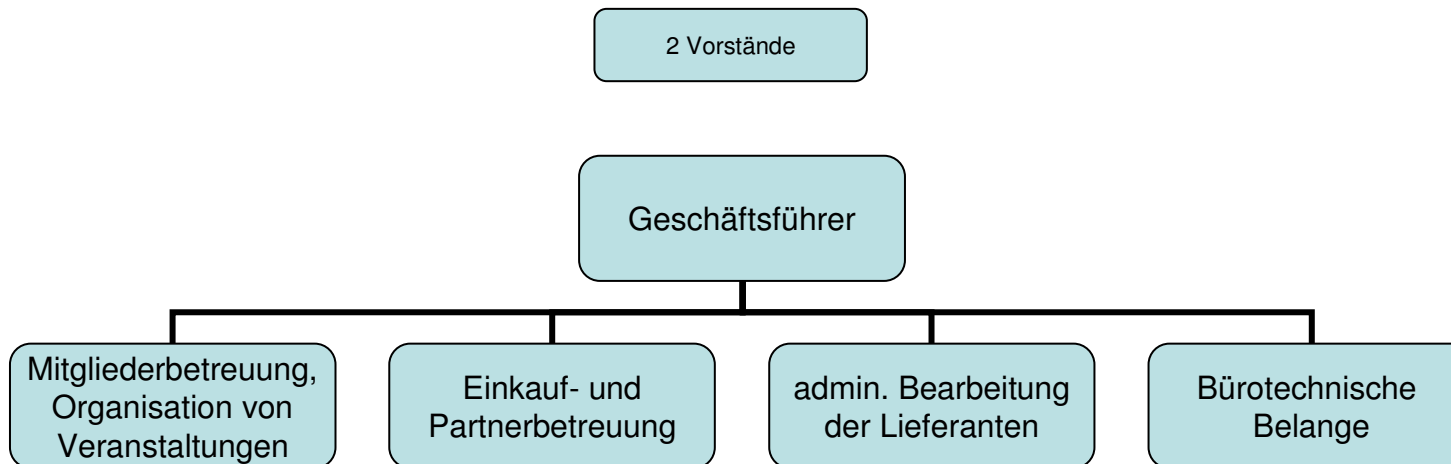 2 Vorstände
Geschäftsführer
Mitgliederbetreuung,
Organisation von
Veranstaltungen
Einkauf- und
Partnerbetreuung
admin. Bearbeitung
der Lieferanten
Bürotechnische
Belange